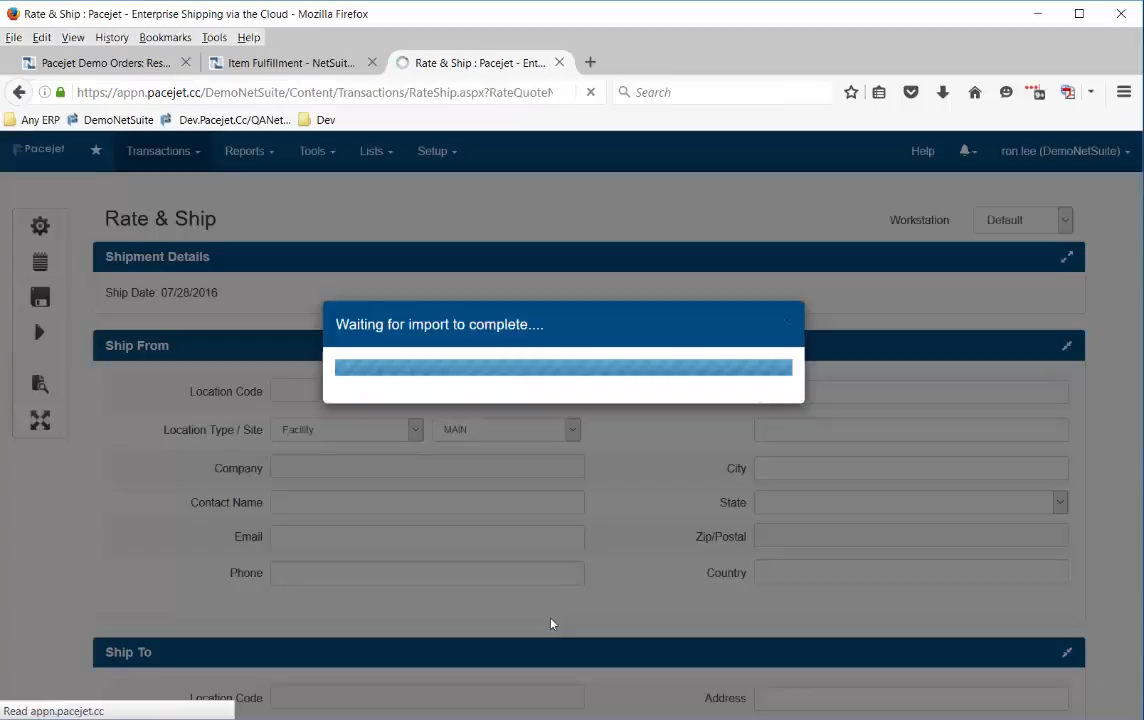 Rate & Ship : Pacejet - Enterprise Shipping via the Cloud - Mozilla Firefox
File Edit View History Bookmarks Tools Help
Pacejet Demo Orders: Res... Item Fulfillment - NetSuit... Rate & Ship : Pacejet - Ent...
https://appn.pacejet.cc/DemoNetSuite/Content/Transactions/RateShip.aspx?RateQuoteN Search
Any ERP DemoNetSuite Dev.Pacejet.Cc/QANet... Dev
Pacejet Transactions Reports Tools Lists Setup Help ron.lee (DemoNetSuite)
Rate & Ship Workstation Default
Shipment Details
Ship Date: 07/28/2016
Waiting for import to complete....
Ship From
Location Code
Location Type / Site Facility MAIN
Company City
Contact Name State
Email Zip/Postal
Phone Country
Ship To
Location Code Address
Read appn.pacejet.cc